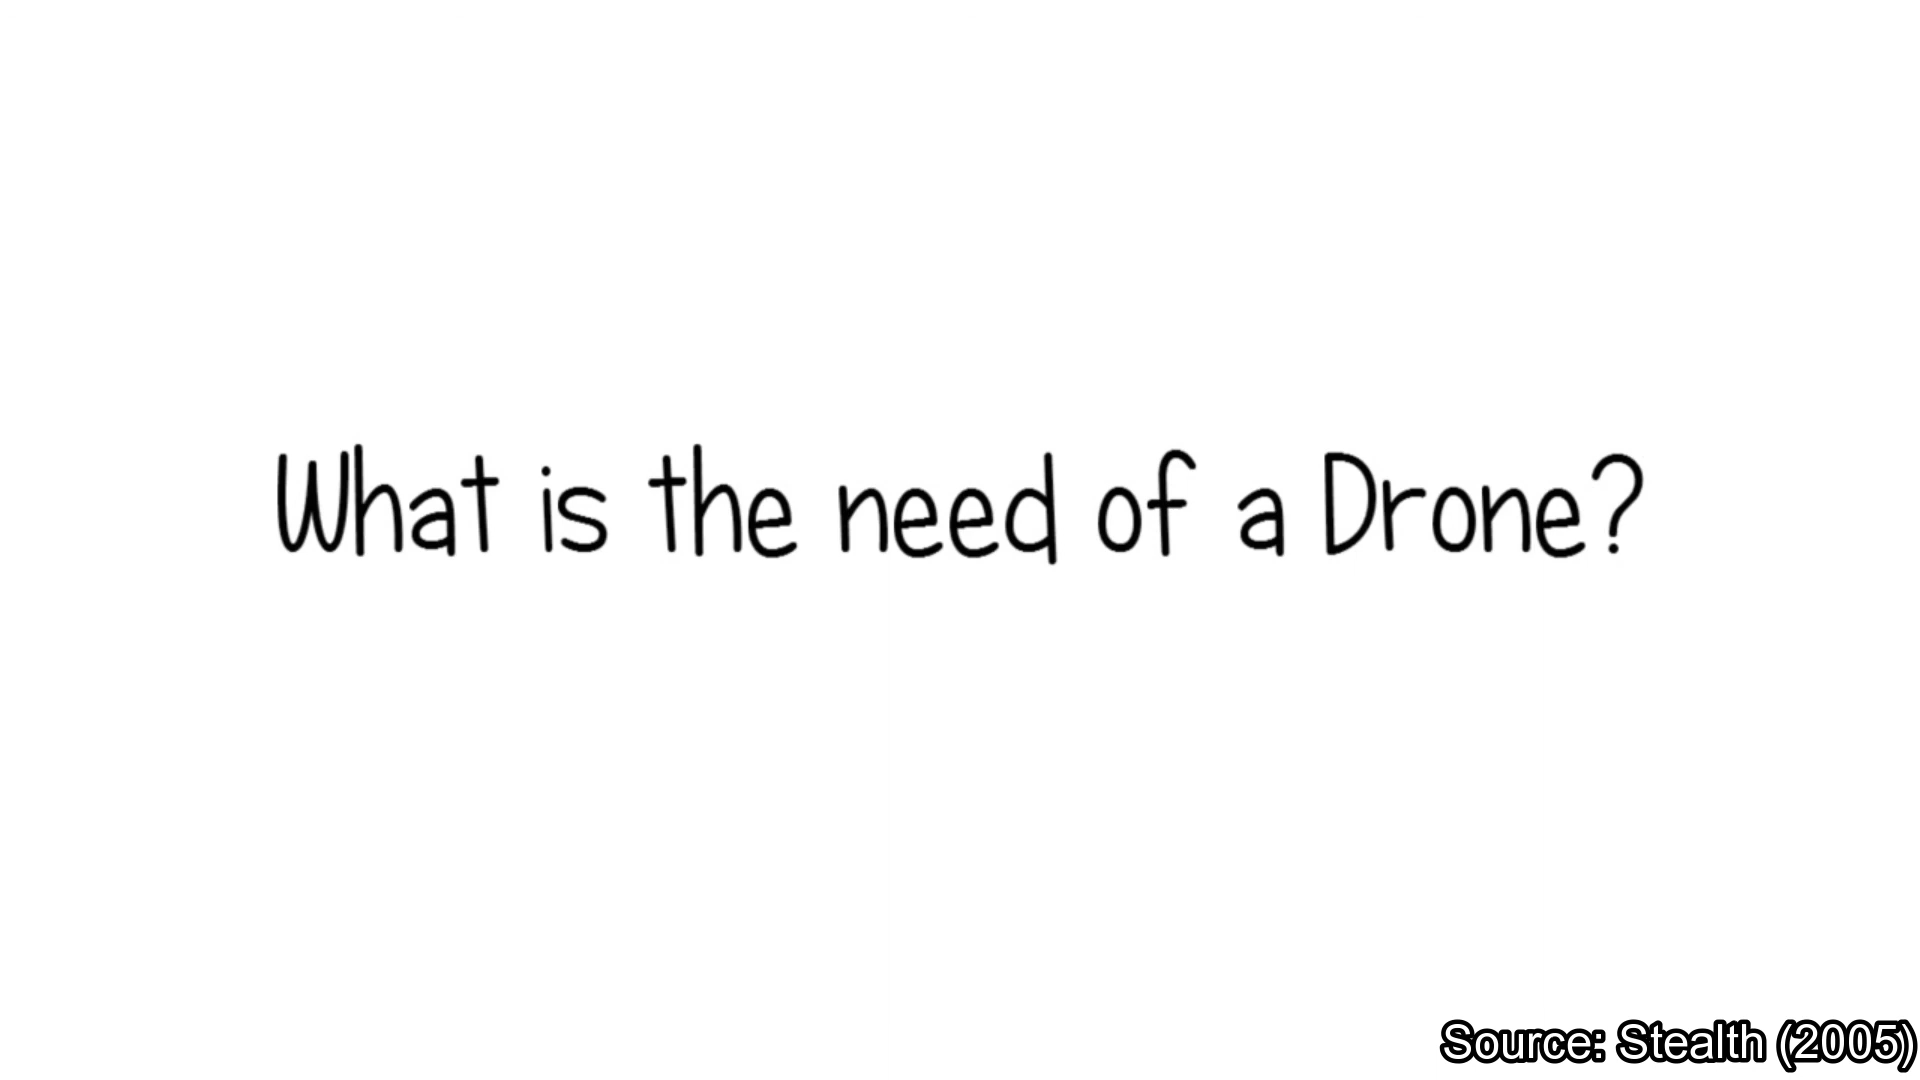 What is the need of a Drone?
Source: Stealth (2005)